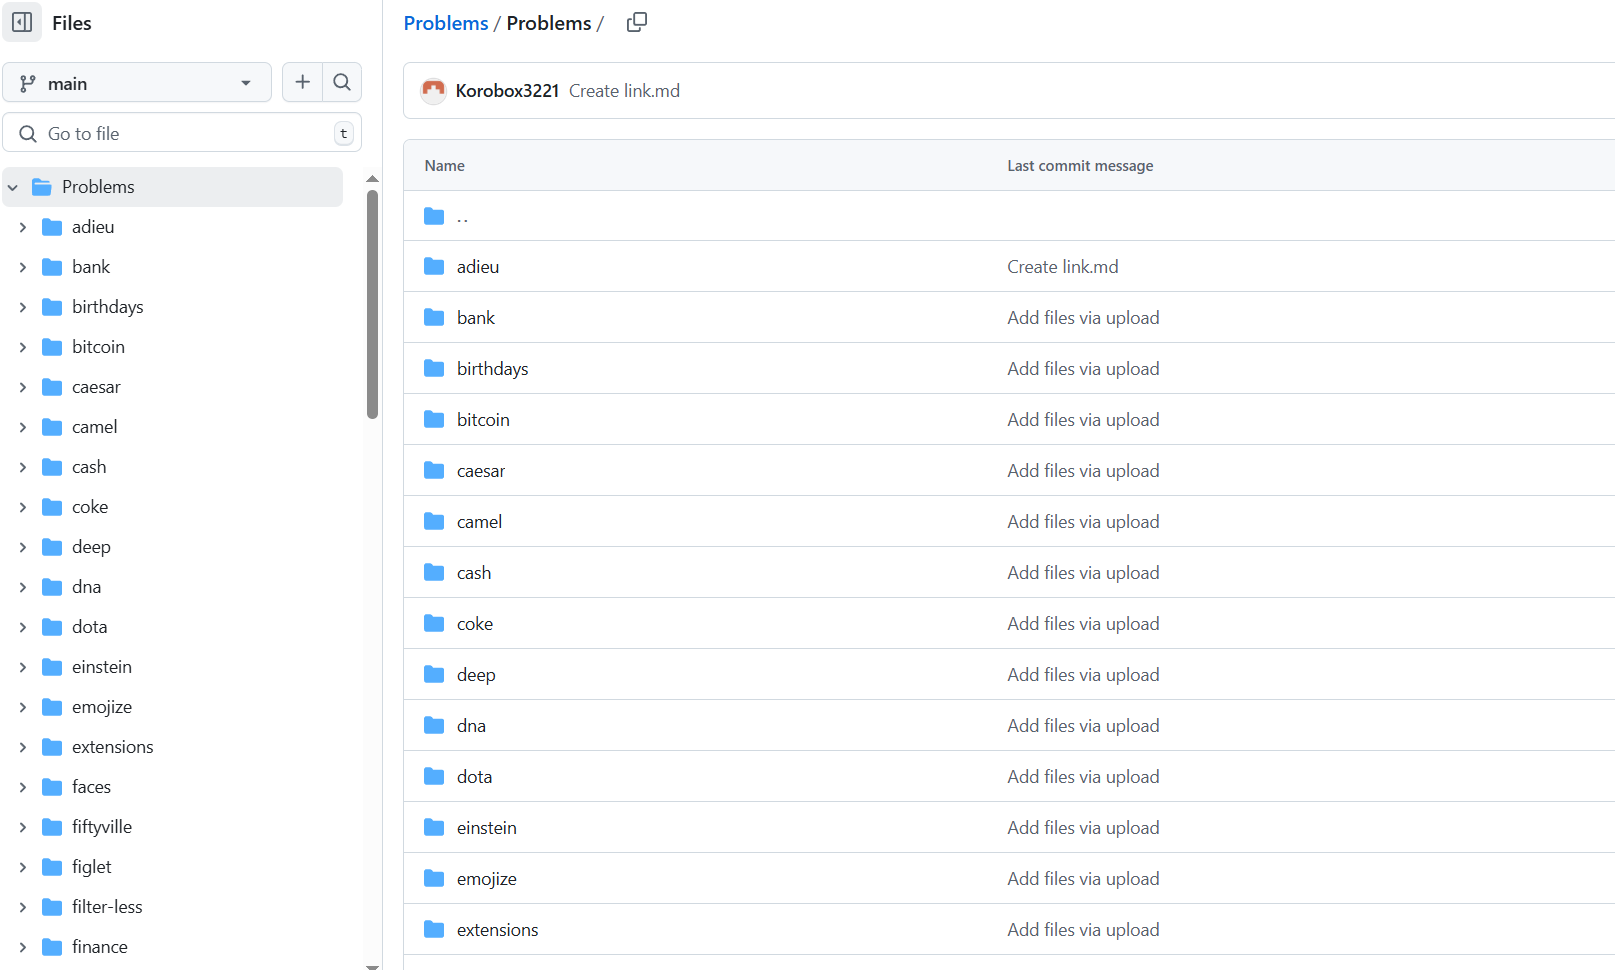 Files
main
Go to file
t
Problems
adieu
bank
birthdays
bitcoin
caesar
camel
cash
coke
deep
dna
dota
einstein
emojize
extensions
faces
fiftyville
figlet
filter-less
finance
Problems / Problems /
Korobox3221 Create link.md
Name Last commit message
..
adieu Create link.md
bank Add files via upload
birthdays Add files via upload
bitcoin Add files via upload
caesar Add files via upload
camel Add files via upload
cash Add files via upload
coke Add files via upload
deep Add files via upload
dna Add files via upload
dota Add files via upload
einstein Add files via upload
emojize Add files via upload
extensions Add files via upload